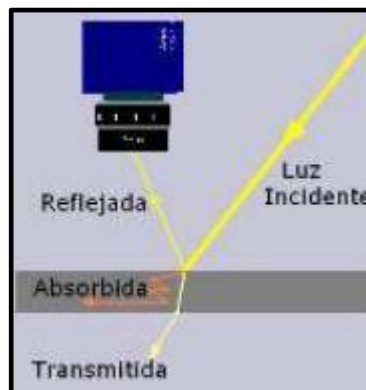 Luz
Incidente
Reflejada
Absorbida
Transmitida